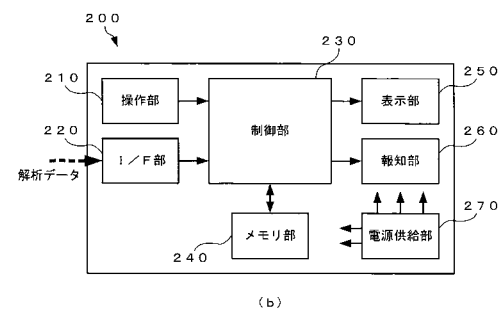 ２００
２３０
２１０
操作部
２２０
Ｉ／Ｆ部
解析データ
制御部
表示部
２５０
報知部
２６０
２７０
電源供給部
メモリ部
２４０
（ｂ）